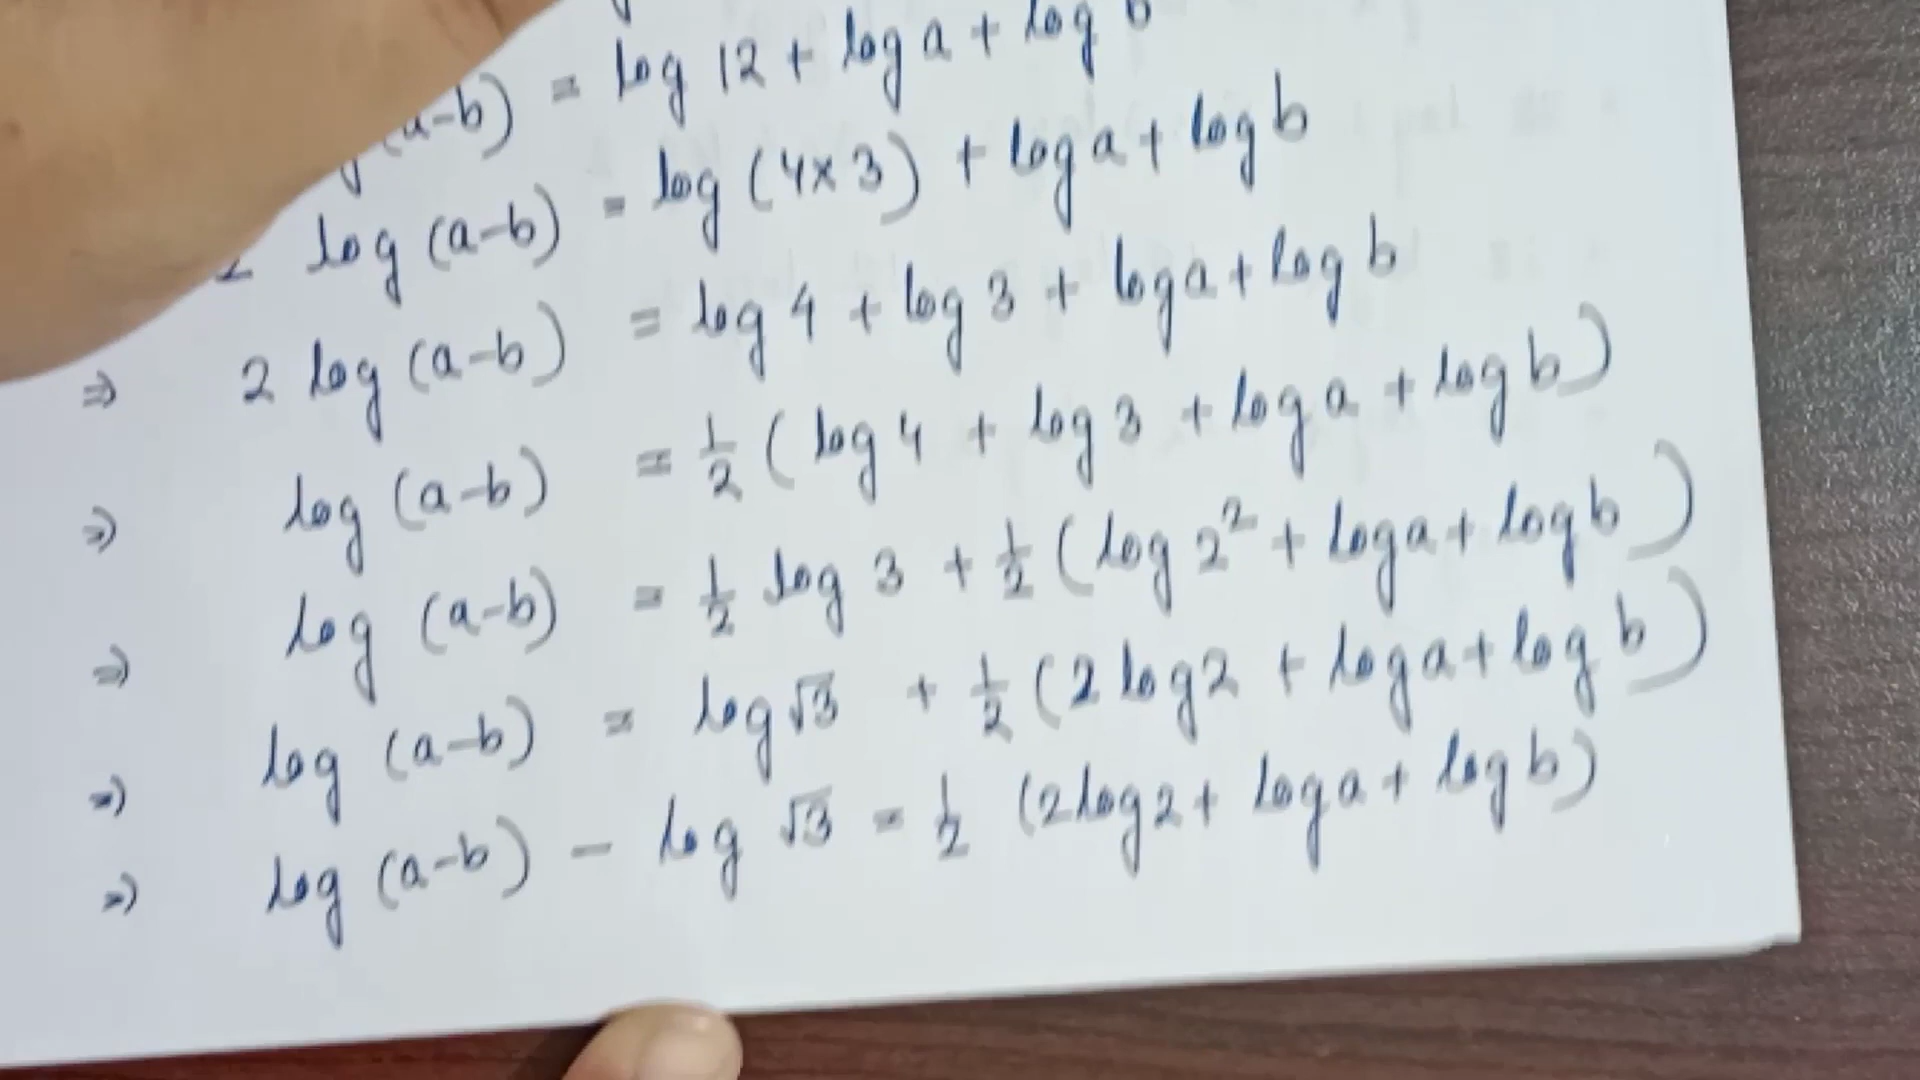 (a-b) = log 12 + log a + log b
2 log (a-b) = log (4×3) + log a + log b
⇒ 2 log (a-b) = log 4 + log 3 + log a + log b
⇒ log (a-b) = 1/2 ( log 4 + log 3 + log a + log b)
⇒ log (a-b) = 1/2 log 3 + 1/2 ( log 2² + log a + log b )
⇒ log (a-b) = log √3 + 1/2 ( 2 log 2 + log a + log b )
⇒ log (a-b) - log √3 = 1/2 (2 log 2 + log a + log b)